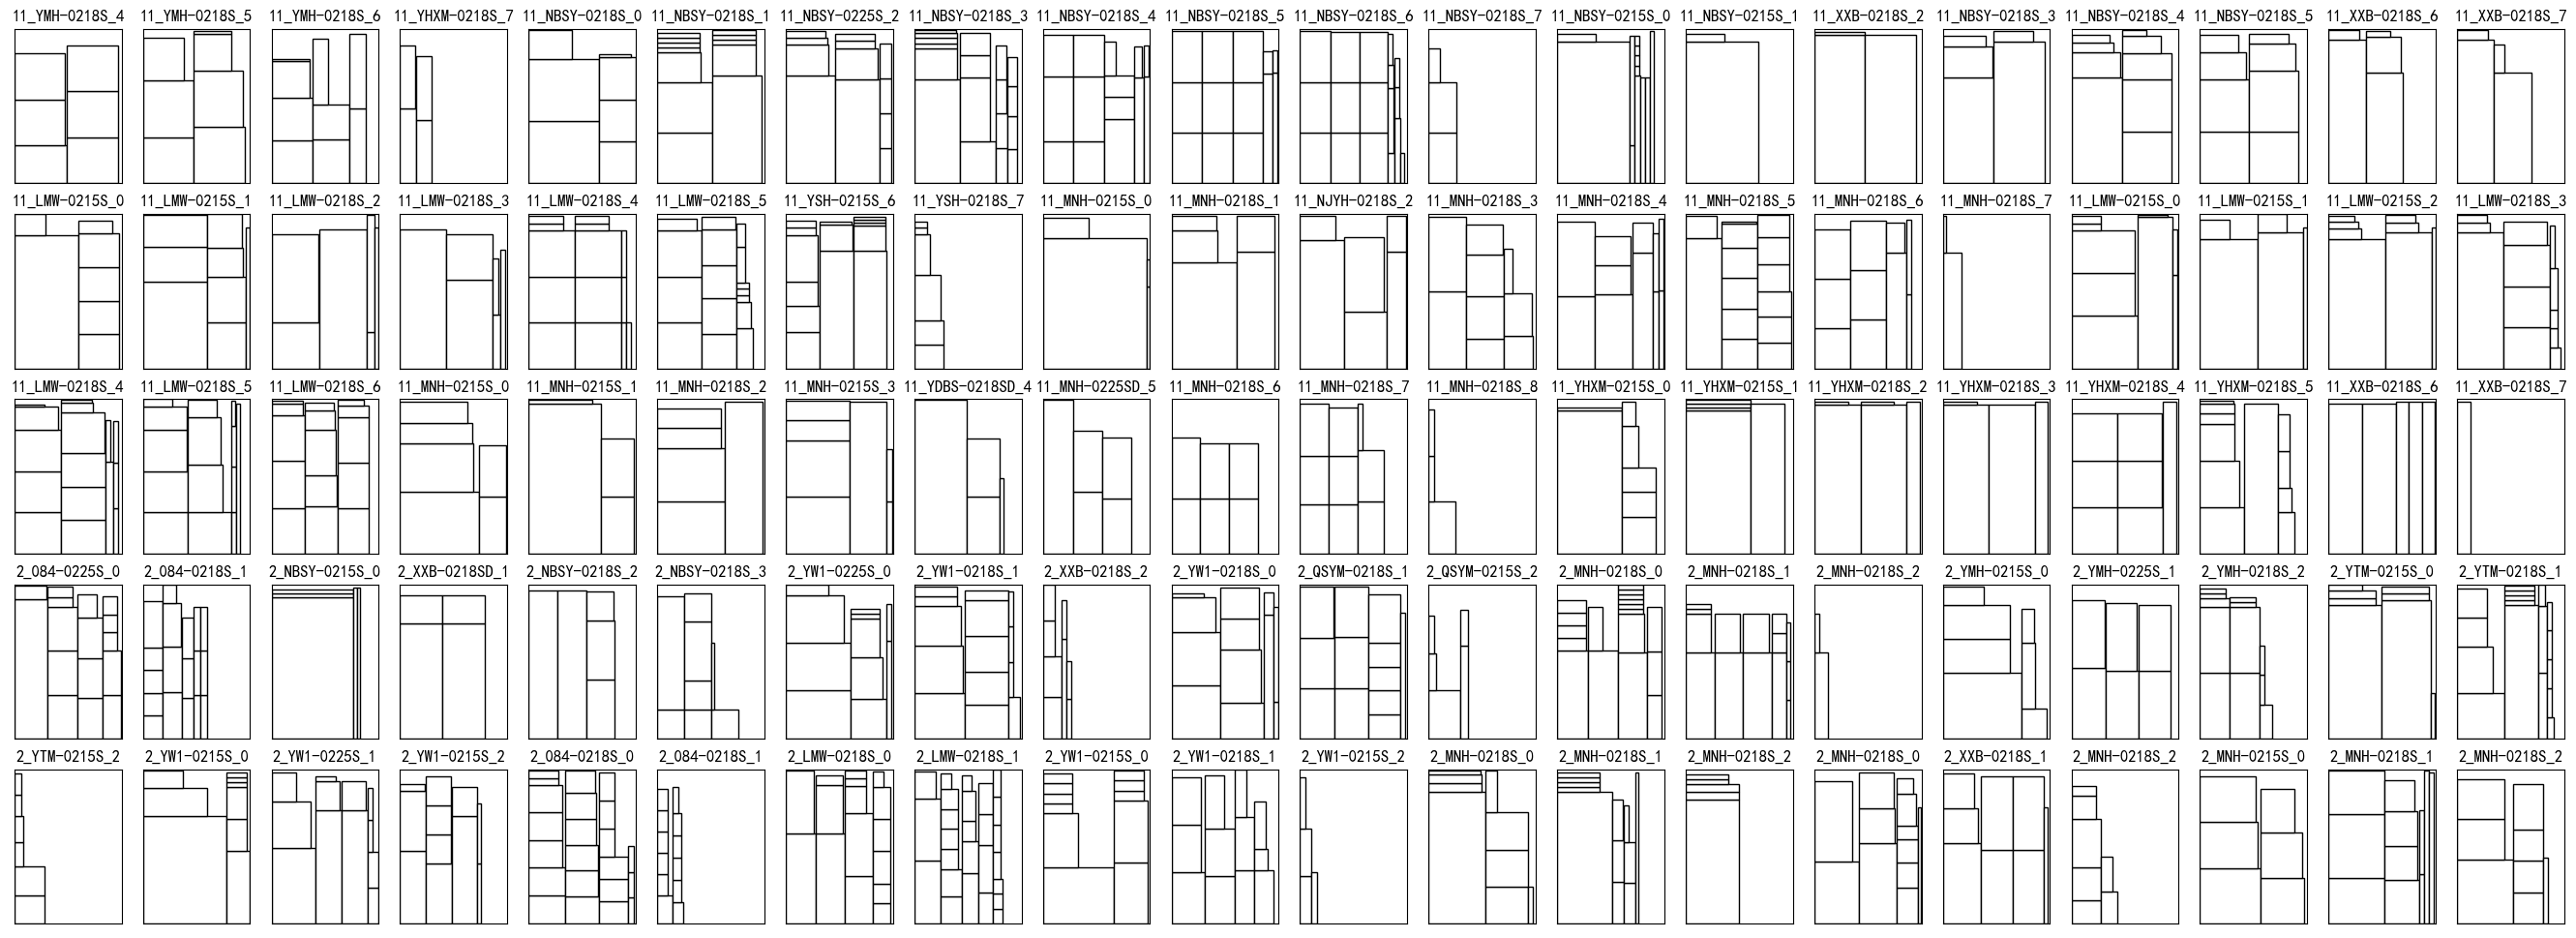 11_YMH-0218S_4 11_YMH-0218S_5 11_YMH-0218S_6 11_YHXM-0218S_7 11_NBSY-0218S_0 11_NBSY-0218S_1 11_NBSY-0225S_2 11_NBSY-0218S_3 11_NBSY-0218S_4 11_NBSY-0218S_5 11_NBSY-0218S_6 11_NBSY-0218S_7 11_NBSY-0215S_0 11_NBSY-0215S_1 11_XXB-0218S_2 11_NBSY-0218S_3 11_NBSY-0218S_4 11_NBSY-0218S_5 11_XXB-0218S_6 11_XXB-0218S_7
11_LMW-0215S_0 11_LMW-0215S_1 11_LMW-0218S_2 11_LMW-0218S_3 11_LMW-0218S_4 11_LMW-0218S_5 11_YSH-0215S_6 11_YSH-0218S_7 11_MNH-0215S_0 11_MNH-0218S_1 11_NJYH-0218S_2 11_MNH-0218S_3 11_MNH-0218S_4 11_MNH-0218S_5 11_MNH-0218S_6 11_MNH-0218S_7 11_LMW-0215S_0 11_LMW-0215S_1 11_LMW-0215S_2 11_LMW-0218S_3
11_LMW-0218S_4 11_LMW-0218S_5 11_LMW-0218S_6 11_MNH-0215S_0 11_MNH-0215S_1 11_MNH-0218S_2 11_MNH-0215S_3 11_YDBS-0218SD_4 11_MNH-0225SD_5 11_MNH-0218S_6 11_MNH-0218S_7 11_MNH-0218S_8 11_YHXM-0215S_0 11_YHXM-0215S_1 11_YHXM-0218S_2 11_YHXM-0218S_3 11_YHXM-0218S_4 11_YHXM-0218S_5 11_XXB-0218S_6 11_XXB-0218S_7
2_084-0225S_0 2_084-0218S_1 2_NBSY-0215S_0 2_XXB-0218SD_1 2_NBSY-0218S_2 2_NBSY-0218S_3 2_YW1-0225S_0 2_YW1-0218S_1 2_XXB-0218S_2 2_YW1-0218S_0 2_QSYM-0218S_1 2_QSYM-0215S_2 2_MNH-0218S_0 2_MNH-0218S_1 2_MNH-0218S_2 2_YMH-0215S_0 2_YMH-0225S_1 2_YMH-0218S_2 2_YTM-0215S_0 2_YTM-0218S_1
2_YTM-0215S_2 2_YW1-0215S_0 2_YW1-0225S_1 2_YW1-0215S_2 2_084-0218S_0 2_084-0218S_1 2_LMW-0218S_0 2_LMW-0218S_1 2_YW1-0215S_0 2_YW1-0218S_1 2_YW1-0215S_2 2_MNH-0218S_0 2_MNH-0218S_1 2_MNH-0218S_2 2_MNH-0218S_0 2_XXB-0218S_1 2_MNH-0218S_2 2_MNH-0215S_0 2_MNH-0218S_1 2_MNH-0218S_2